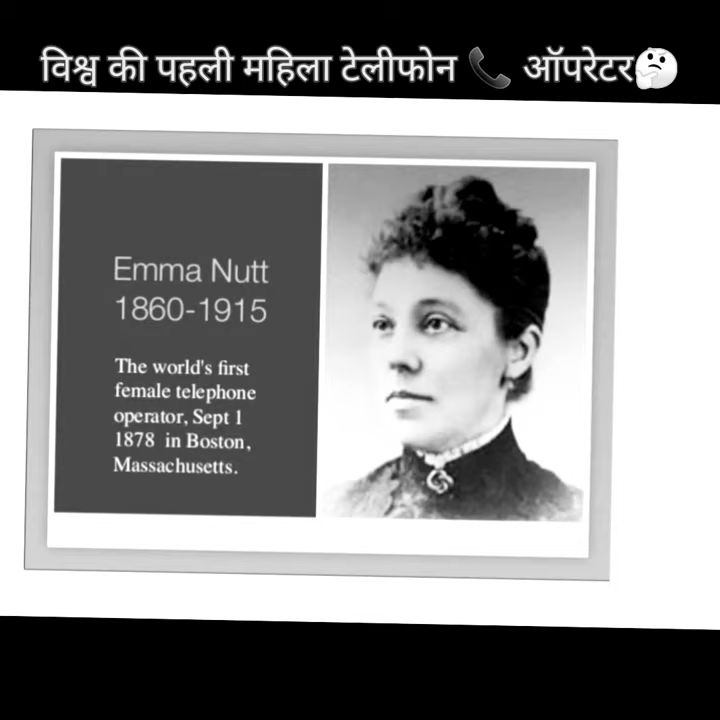 विश्व की पहली महिला टेलीफोन 📞 ऑपरेटर🤔
Emma Nutt
1860-1915
The world's first
female telephone
operator, Sept 1
1878 in Boston,
Massachusetts.